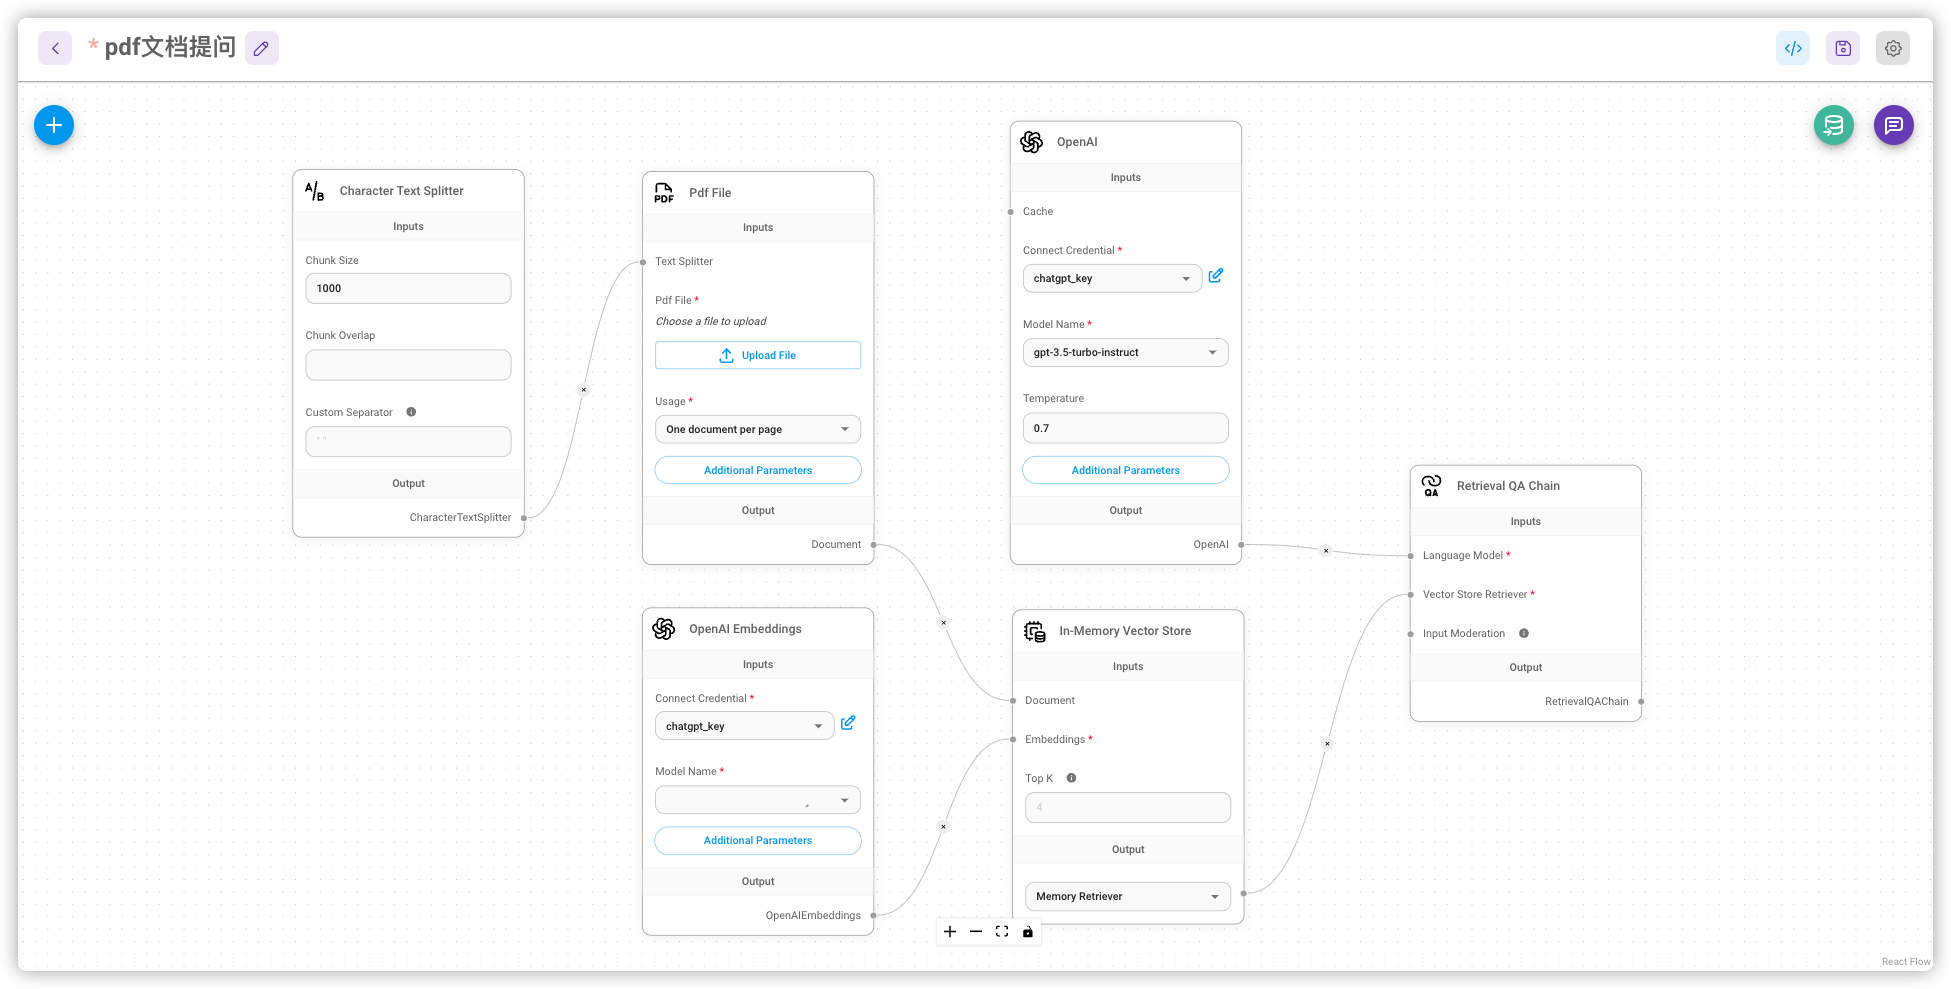 * pdf文档提问
A/B Character Text Splitter
Inputs
Chunk Size
1000
Chunk Overlap
Custom Separator
" "
Output
CharacterTextSplitter
PDF Pdf File
Inputs
Text Splitter
Pdf File *
Choose a file to upload
Upload File
Usage *
One document per page
Additional Parameters
Output
Document
OpenAI Embeddings
Inputs
Connect Credential *
chatgpt_key
Model Name *
Additional Parameters
Output
OpenAIEmbeddings
OpenAI
Inputs
Cache
Connect Credential *
chatgpt_key
Model Name *
gpt-3.5-turbo-instruct
Temperature
0.7
Additional Parameters
Output
OpenAI
In-Memory Vector Store
Inputs
Document
Embeddings *
Top K
4
Output
Memory Retriever
QA Retrieval QA Chain
Inputs
Language Model *
Vector Store Retriever *
Input Moderation
Output
RetrievalQAChain
React Flow